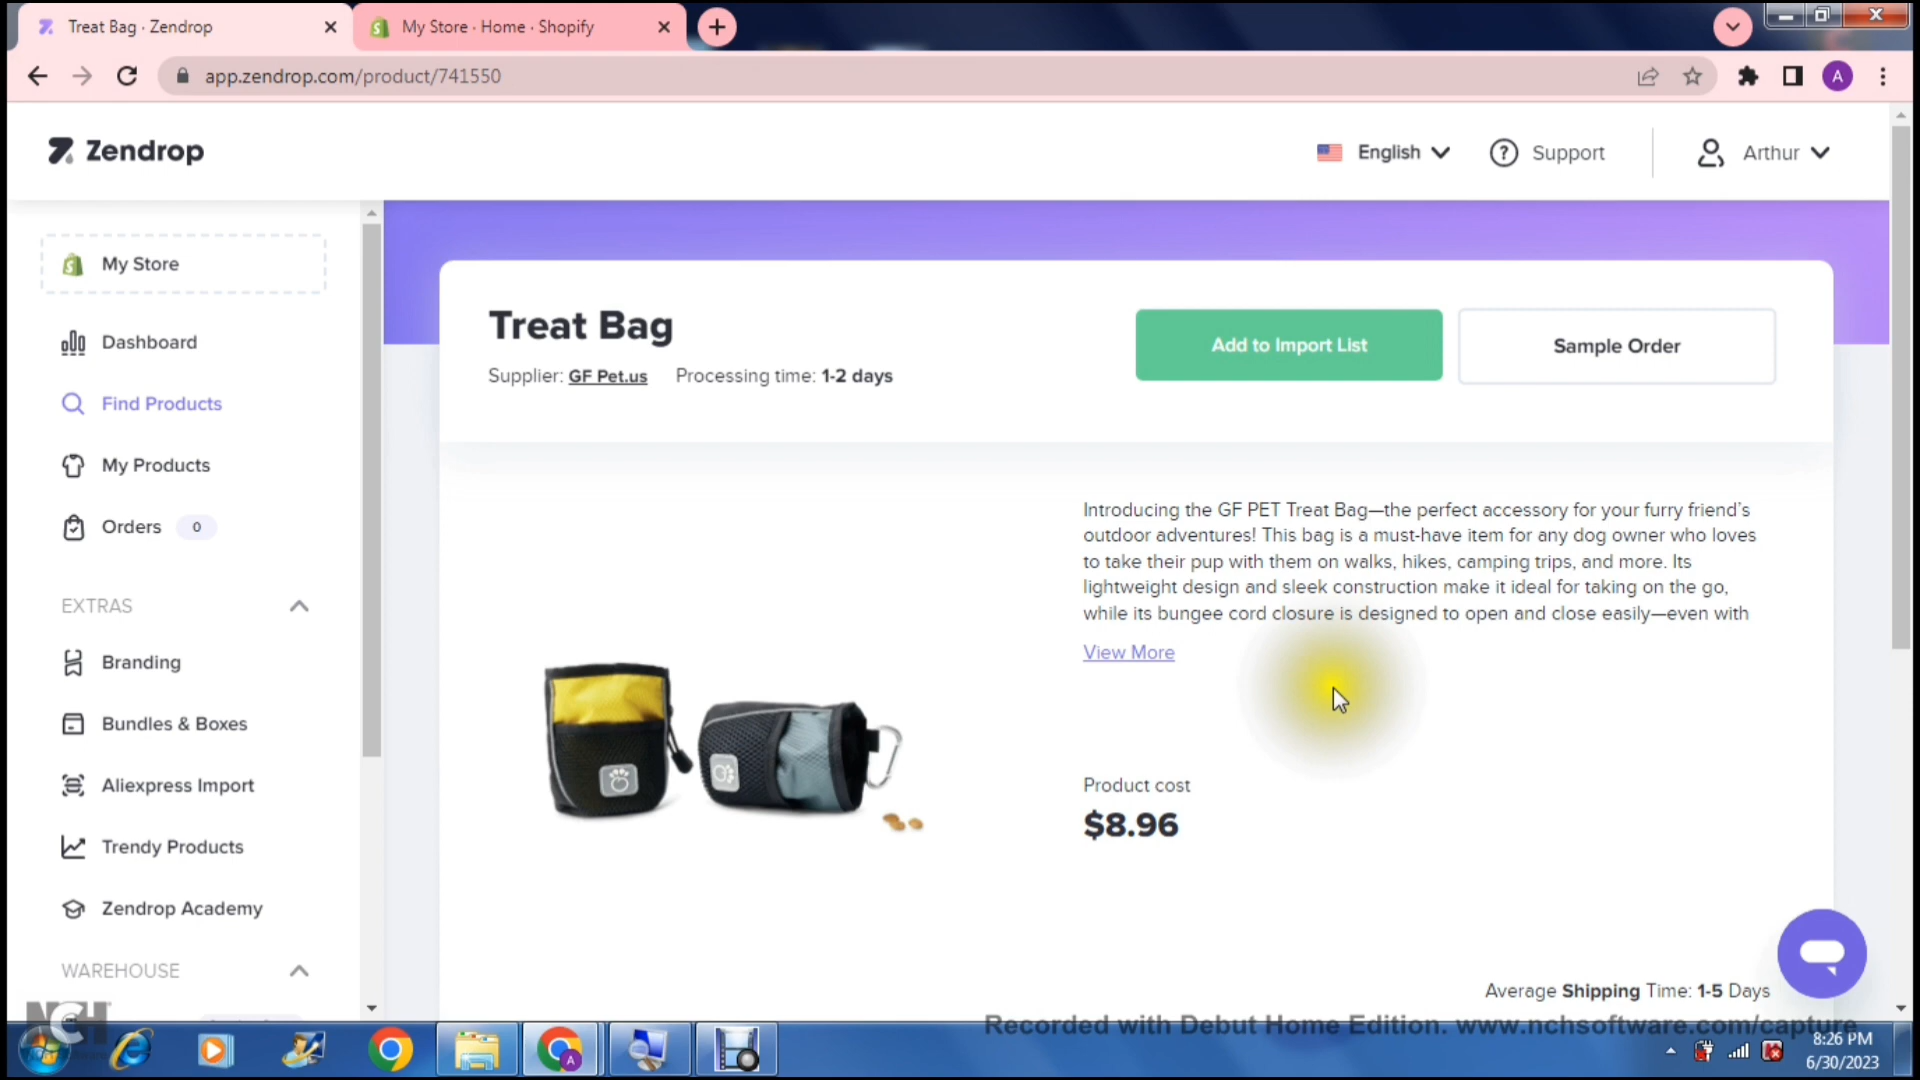 Treat Bag · Zendrop
My Store · Home · Shopify
app.zendrop.com/product/741550
A
Zendrop
English
Support
Arthur
My Store
Dashboard
Find Products
My Products
Orders 0
EXTRAS
Branding
Bundles & Boxes
Aliexpress Import
Trendy Products
Zendrop Academy
WAREHOUSE
Treat Bag
Supplier: GF Pet.us Processing time: 1-2 days
Add to Import List
Sample Order
Introducing the GF PET Treat Bag—the perfect accessory for your furry friend's
outdoor adventures! This bag is a must-have item for any dog owner who loves
to take their pup with them on walks, hikes, camping trips, and more. Its
lightweight design and sleek construction make it ideal for taking on the go,
while its bungee cord closure is designed to open and close easily—even with
View More
Product cost
$8.96
Average Shipping Time: 1-5 Days
NCH
Recorded with Debut Home Edition. www.nchsoftware.com/capture
A
8:26 PM
6/30/2023